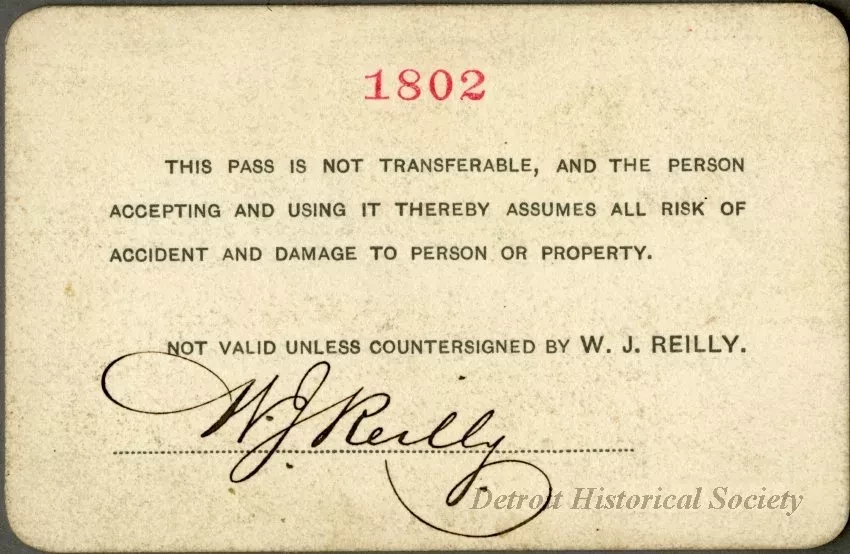 1802
THIS PASS IS NOT TRANSFERABLE, AND THE PERSON
ACCEPTING AND USING IT THEREBY ASSUMES ALL RISK OF
ACCIDENT AND DAMAGE TO PERSON OR PROPERTY.
NOT VALID UNLESS COUNTERSIGNED BY W. J. REILLY.
W. J. Reilly
Detroit Historical Society